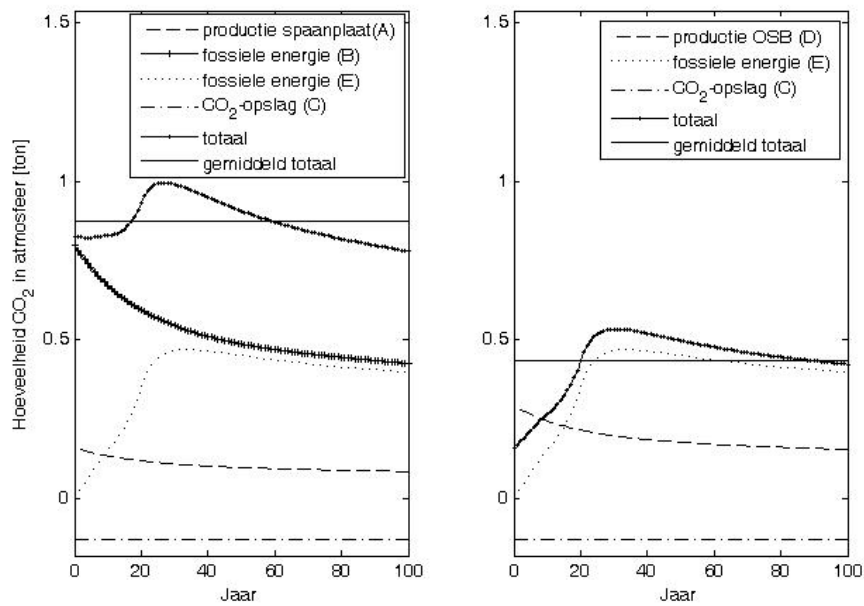 Hoeveelheid CO2 in atmosfeer [ton]
1.5
1
0.5
0
productie spaanplaat(A)
fossiele energie (B)
fossiele energie (E)
CO2-opslag (C)
totaal
gemiddeld totaal
0 20 40 60 80 100
Jaar
1.5
1
0.5
0
productie OSB (D)
fossiele energie (E)
CO2-opslag (C)
totaal
gemiddeld totaal
0 20 40 60 80 100
Jaar